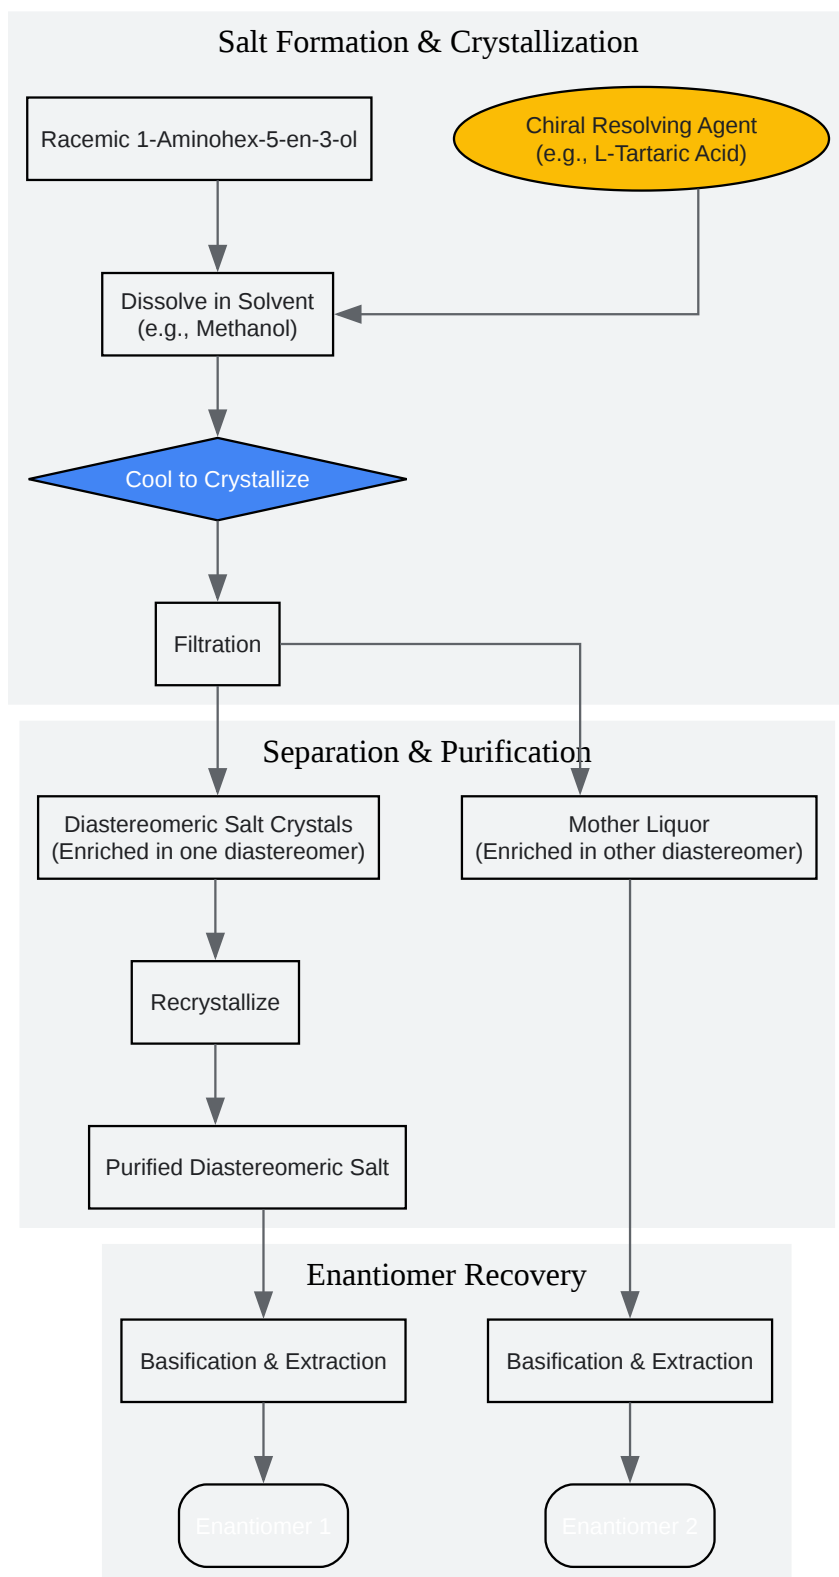 Salt Formation & Crystallization
Racemic 1-Aminohex-5-en-3-ol
Chiral Resolving Agent
(e.g., L-Tartaric Acid)
Dissolve in Solvent
(e.g., Methanol)
Cool to Crystallize
Filtration
Separation & Purification
Diastereomeric Salt Crystals
(Enriched in one diastereomer)
Mother Liquor
(Enriched in other diastereomer)
Recrystallize
Purified Diastereomeric Salt
Enantiomer Recovery
Basification & Extraction
Basification & Extraction
Enantiomer 1
Enantiomer 2